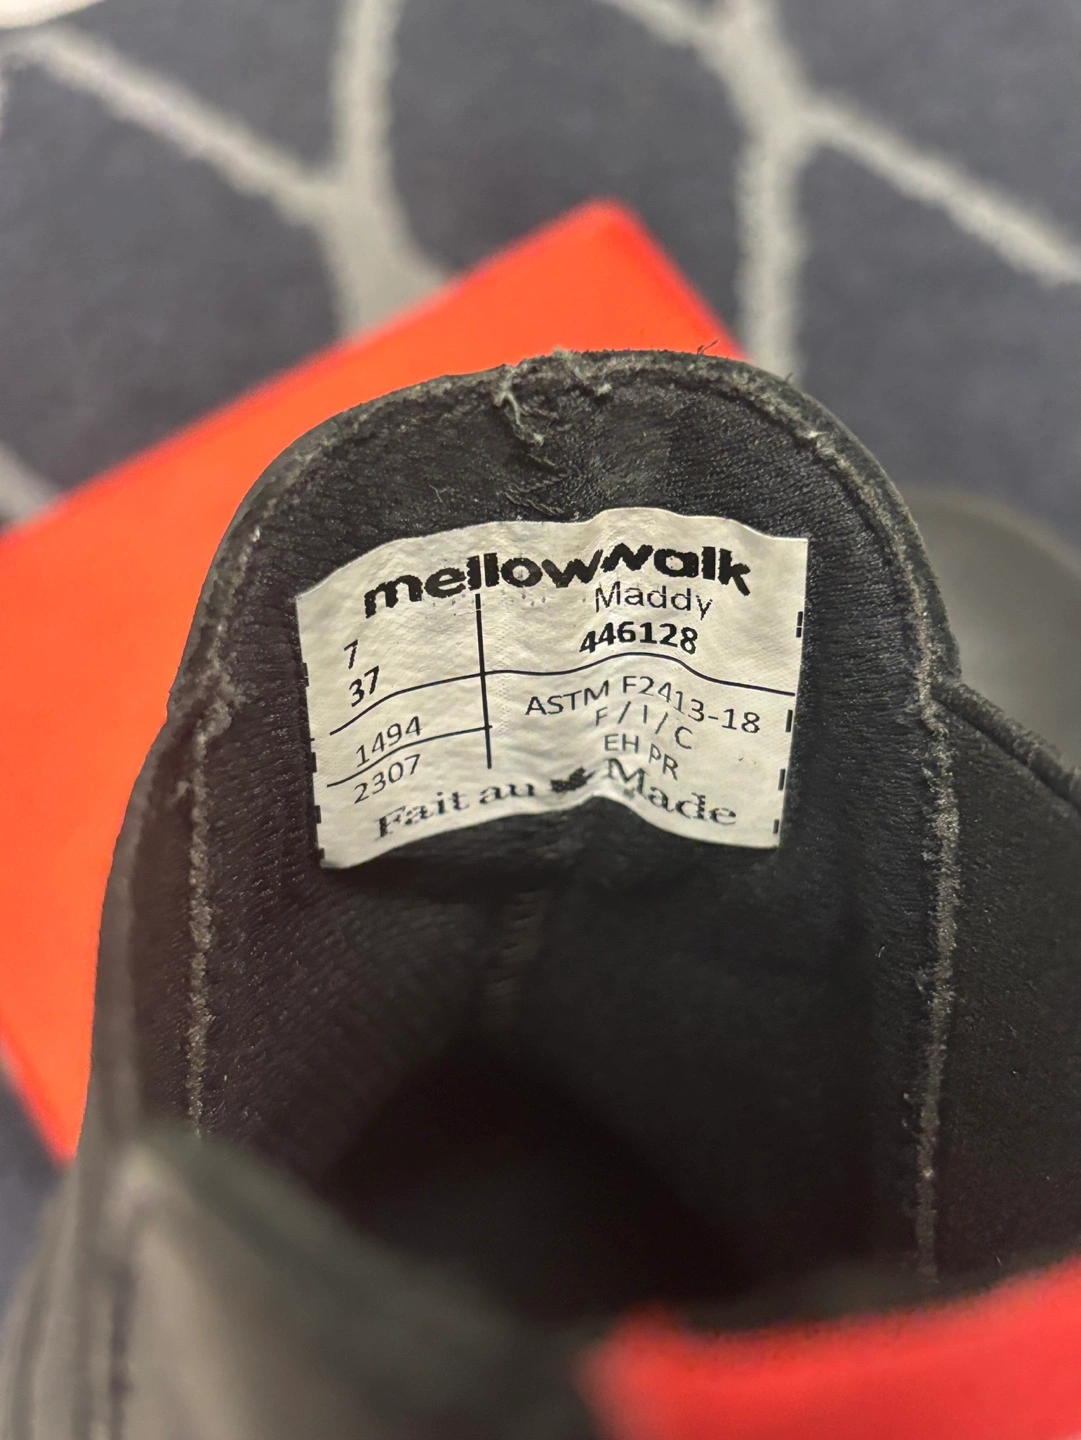 mellowwalk
Maddy
7
37
446128
1494
2307
ASTM F2413-18
F / I / C
EH PR
Fait au Made